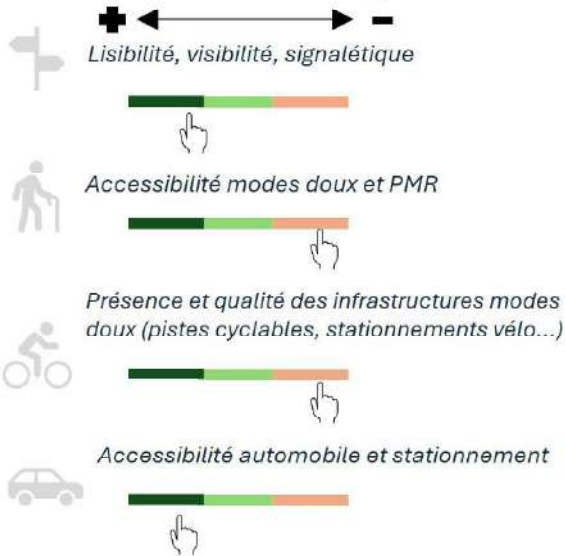 Lisibilité, visibilité, signalétique
Accessibilité modes doux et PMR
Présence et qualité des infrastructures modes
doux (pistes cyclables, stationnements vélo...)
Accessibilité automobile et stationnement